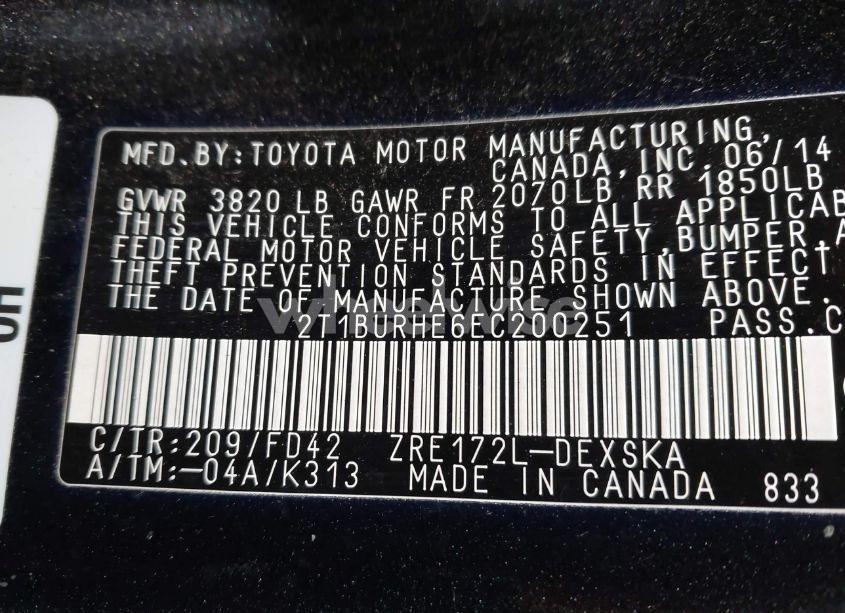 MFD.BY:TOYOTA MOTOR MANUFACTURING,
CANADA,INC. 06/14
GVWR 3820 LB GAWR FR 2070LB RR 1850LB
THIS VEHICLE CONFORMS TO ALL APPLICAB
FEDERAL MOTOR VEHICLE SAFETY,BUMPER,A
THEFT PREVENTION STANDARDS IN EFFECT
THE DATE OF MANUFACTURE SHOWN ABOVE.
2T1BURHE6EC200251 PASS.C
C/TR:209/FD42 ZRE172L-DEXSKA
A/TM:-04A/K313 MADE IN CANADA 833